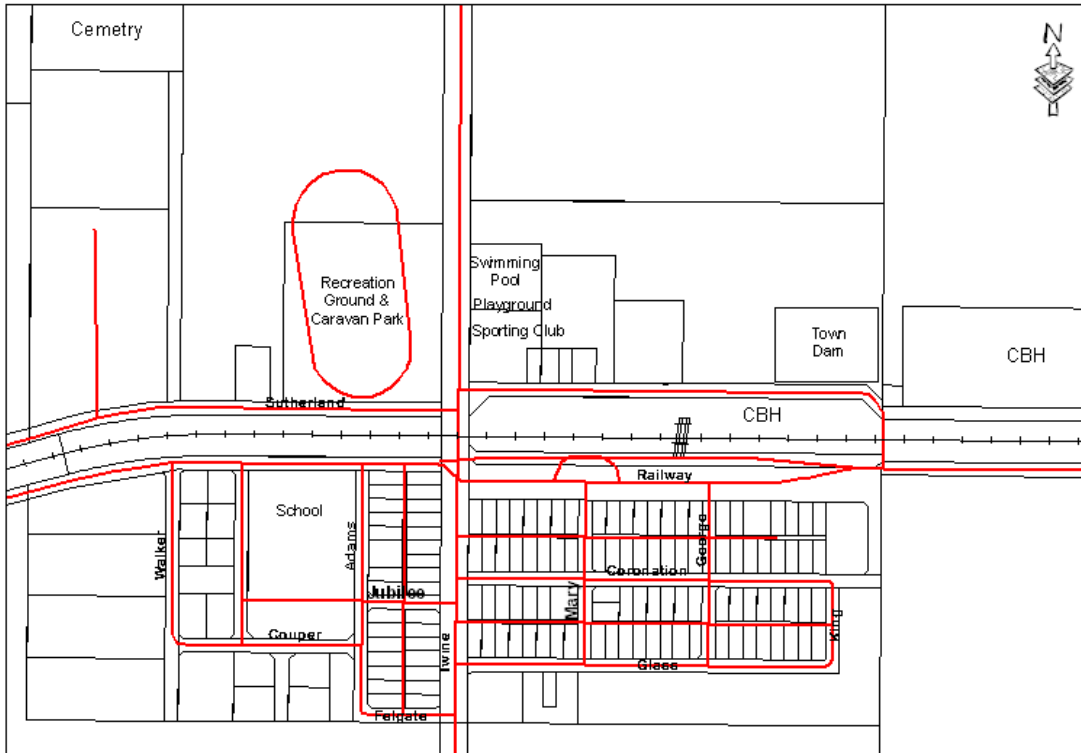 Cemetry
N
Recreation
Ground &
Caravan Park
Swimming
Pool
Playground
Sporting Club
Town
Dam
CBH
CBH
Sutherland
Railway
School
Walker
Adams
George
Jubilee
Coronation
Mary
King
Couper
Twine
Glass
Felgate